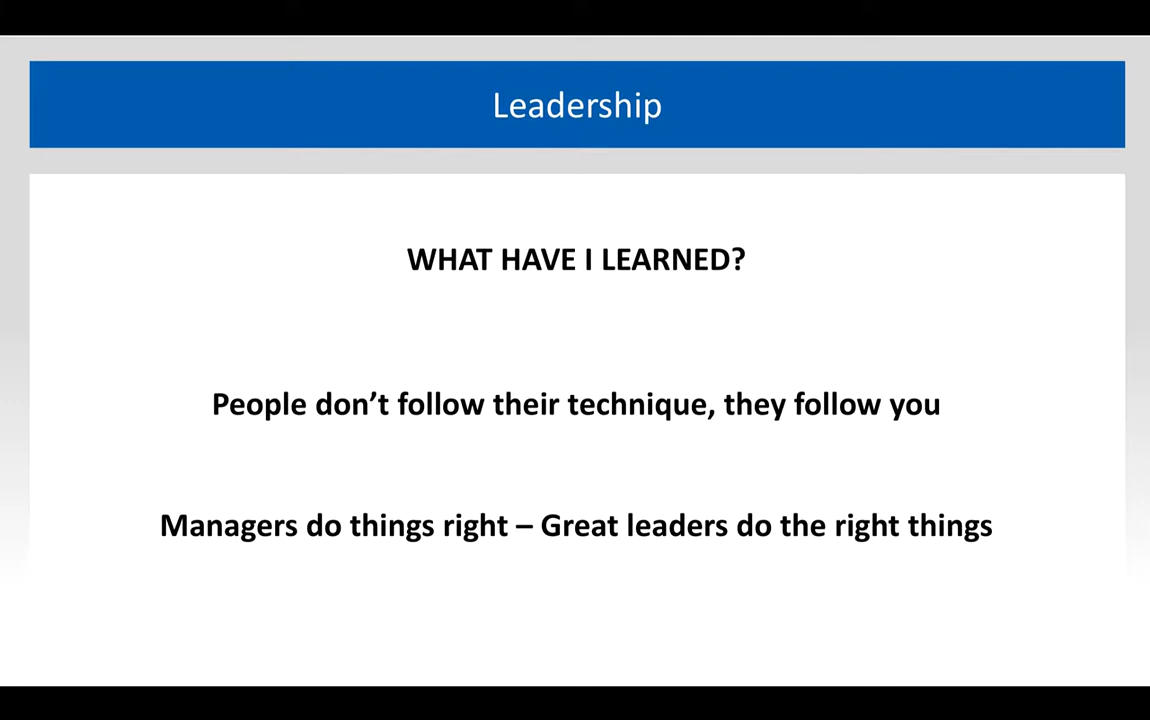 Leadership
WHAT HAVE I LEARNED?
People don’t follow their technique, they follow you
Managers do things right – Great leaders do the right things